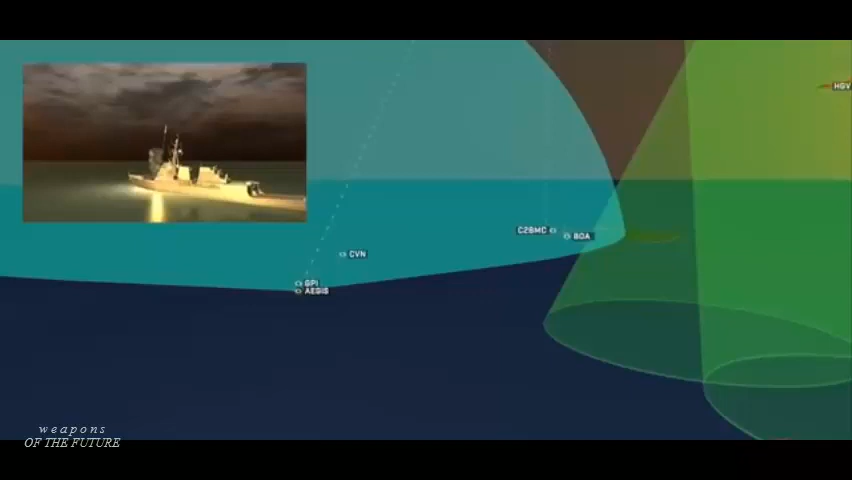 HGV
C2BMC
BOA
CVN
GPI
AEGIS
weapons
OF THE FUTURE